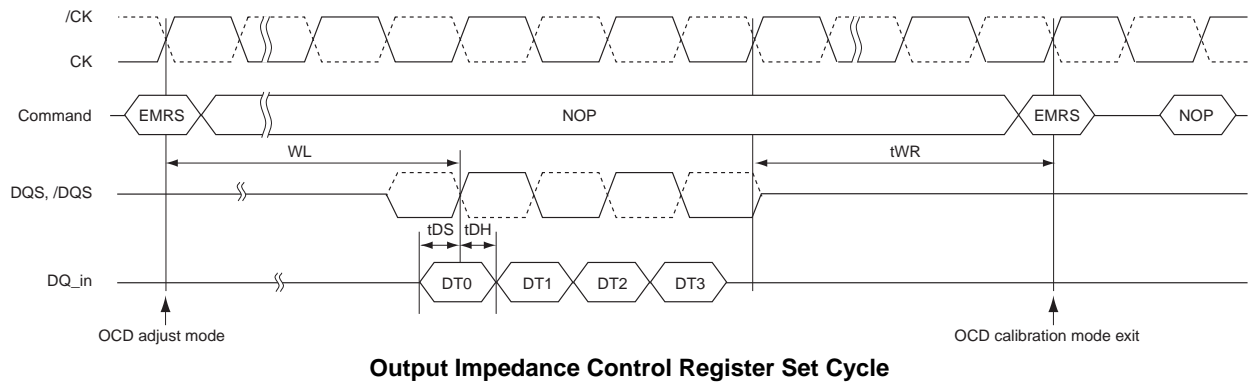 /CK
CK
Command
EMRS
NOP
EMRS
NOP
WL
tWR
DQS, /DQS
tDS
tDH
DQ_in
DT0
DT1
DT2
DT3
OCD adjust mode
OCD calibration mode exit
Output Impedance Control Register Set Cycle